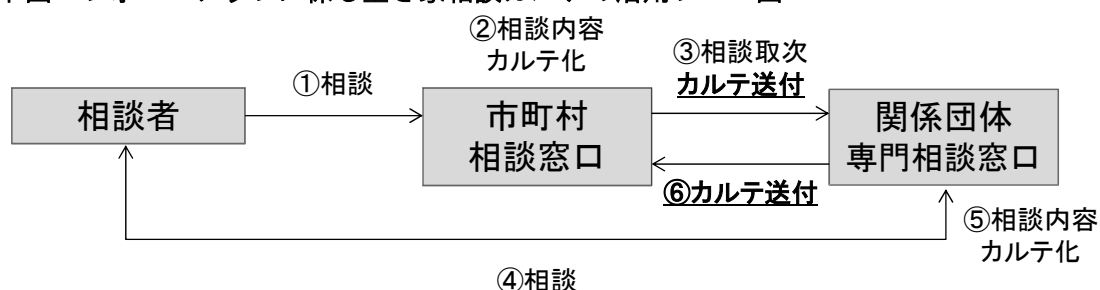 ②相談内容
カルテ化
③相談取次
カルテ送付
①相談
相談者
市町村
相談窓口
関係団体
専門相談窓口
⑥カルテ送付
⑤相談内容
カルテ化
④相談